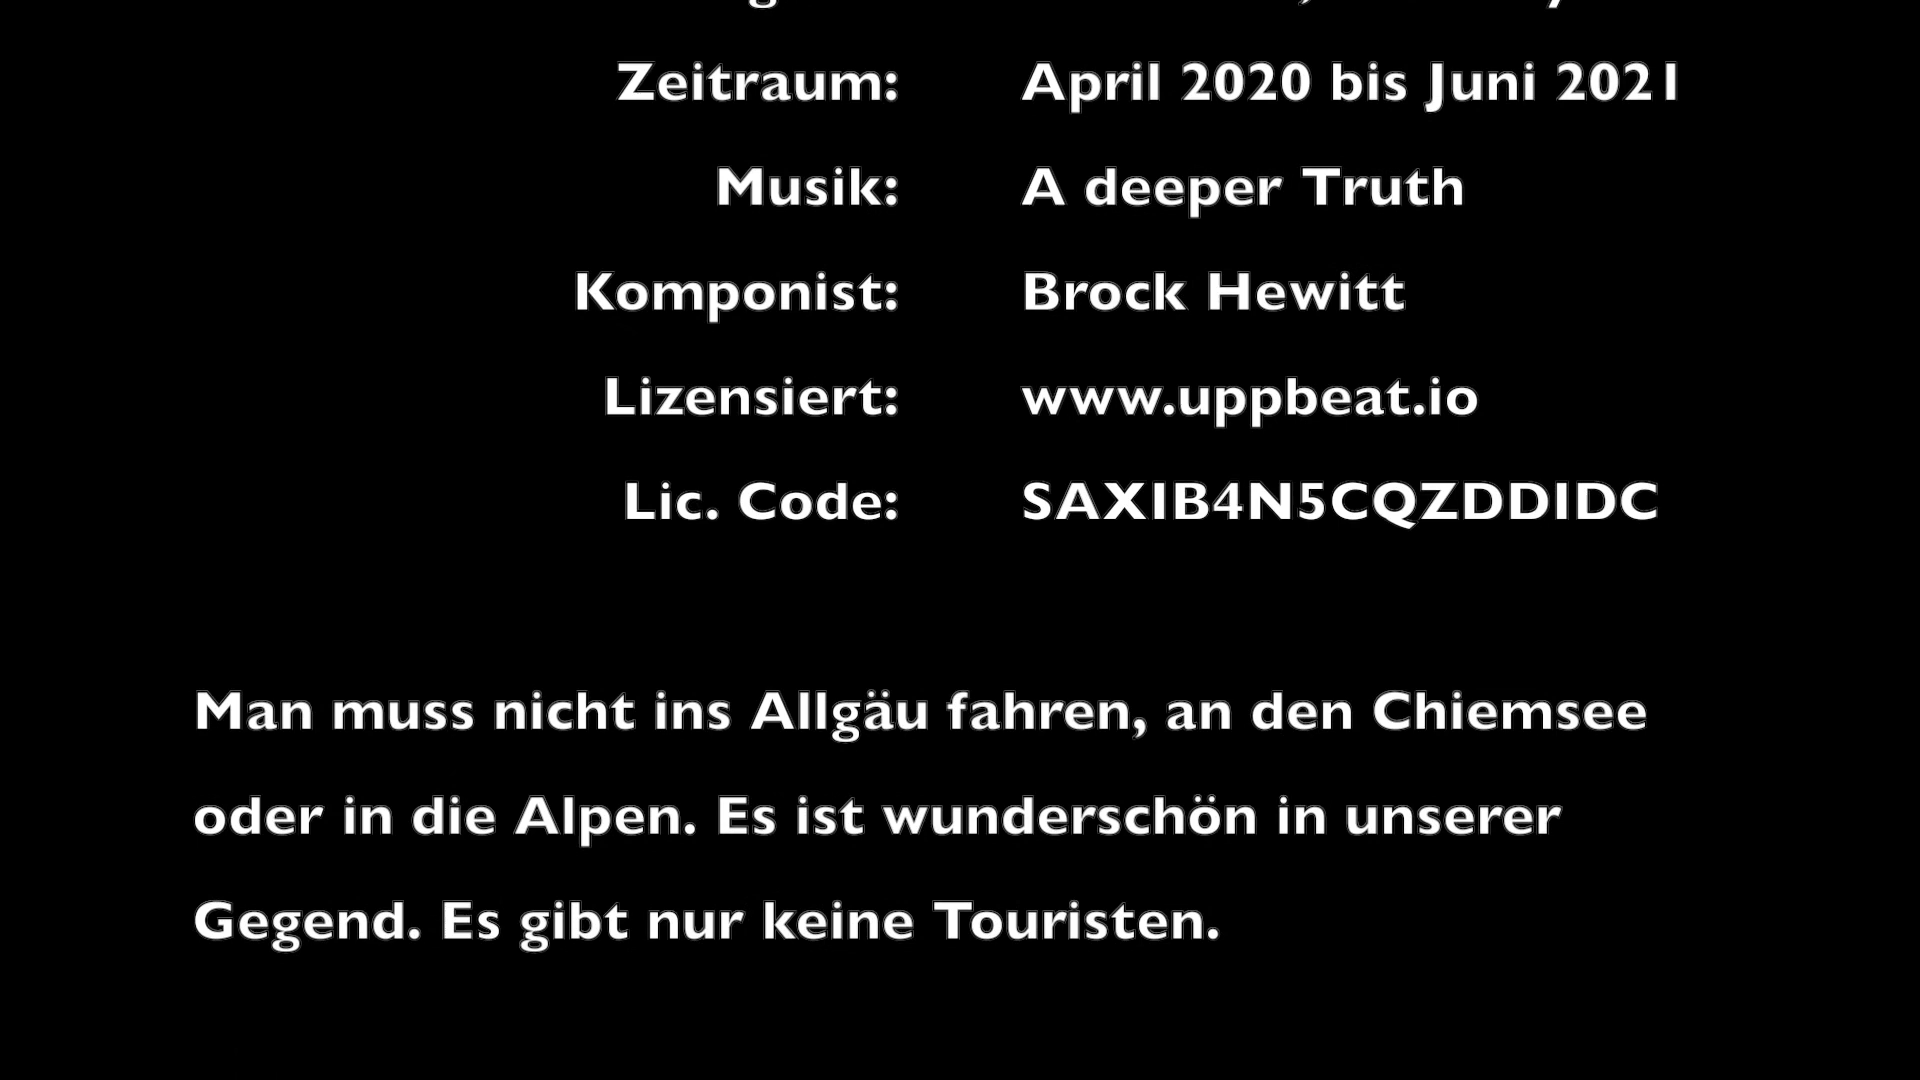 Zeitraum: April 2020 bis Juni 2021
Musik: A deeper Truth
Komponist: Brock Hewitt
Lizensiert: www.uppbeat.io
Lic. Code: SAXIB4N5CQZDDIDC
Man muss nicht ins Allgäu fahren, an den Chiemsee
oder in die Alpen. Es ist wunderschön in unserer
Gegend. Es gibt nur keine Touristen.